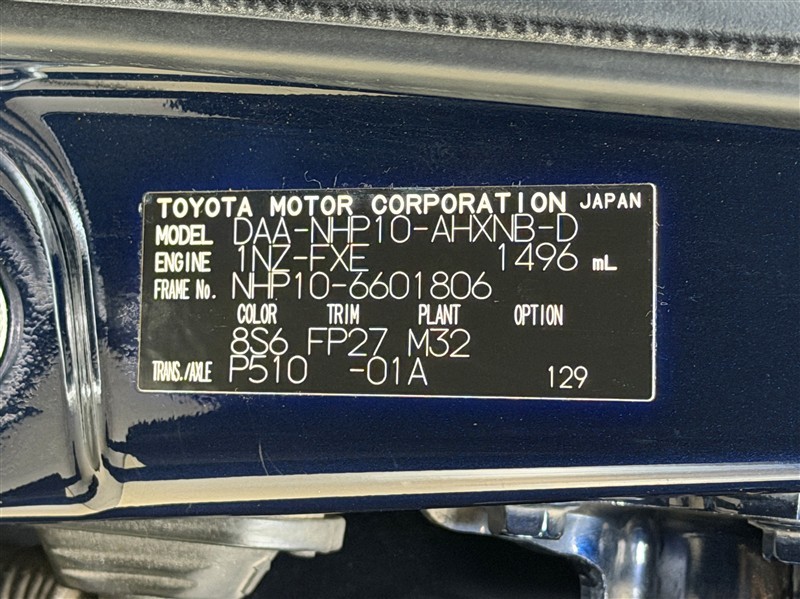 TOYOTA MOTOR CORPORATION JAPAN
MODEL DAA-NHP10-AHXNB-D
ENGINE 1NZ-FXE 1496 mL
FRAME No. NHP10-6601806
COLOR TRIM PLANT OPTION
8S6 FP27 M32
TRANS./AXLE P510 -01A 129